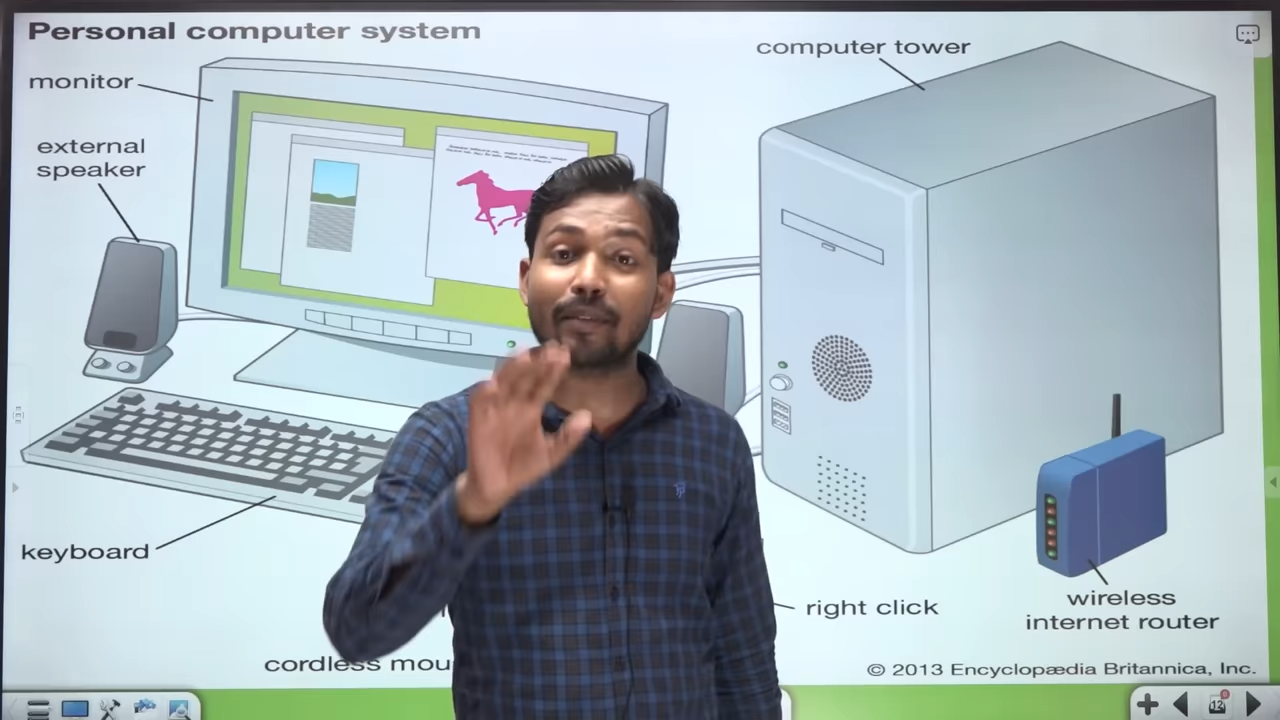 Personal computer system
monitor
external
speaker
keyboard
cordless mou
computer tower
right click
wireless
internet router
© 2013 Encyclopædia Britannica, Inc.
12